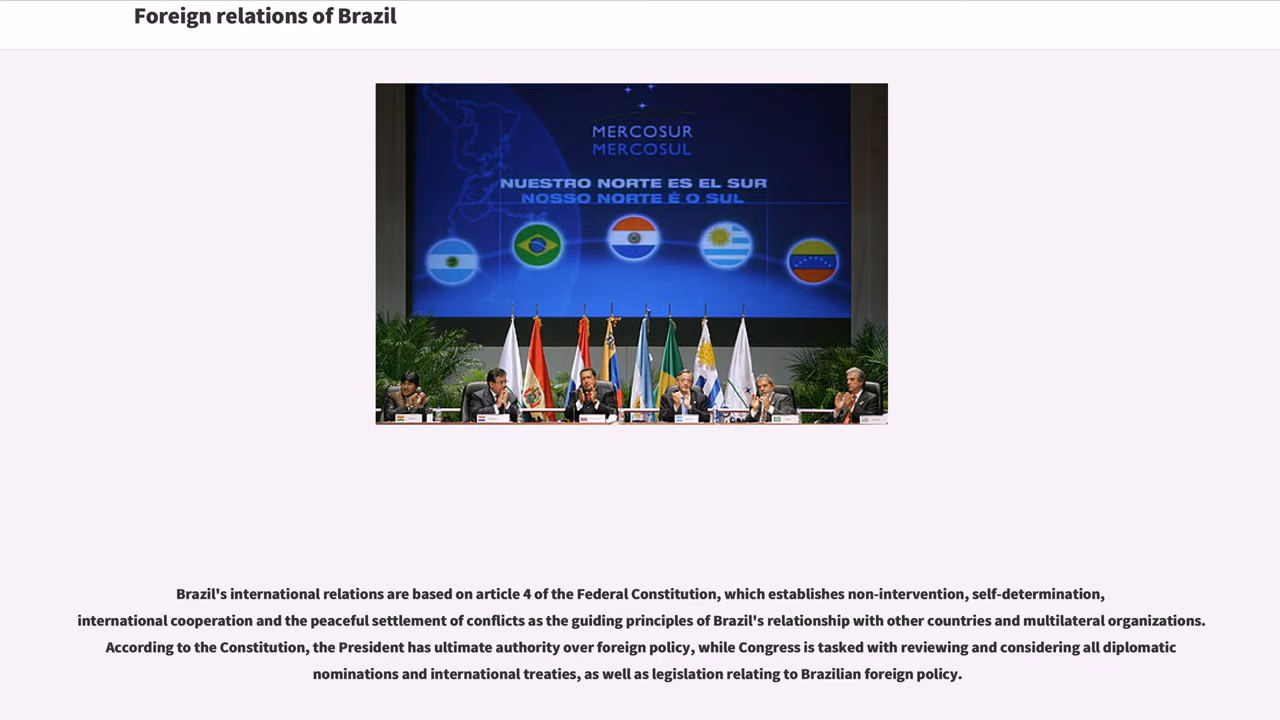 Foreign relations of Brazil
MERCOSUR
MERCOSUL
NUESTRO NORTE ES EL SUR
NOSSO NORTE É O SUL
Brazil's international relations are based on article 4 of the Federal Constitution, which establishes non-intervention, self-determination,
international cooperation and the peaceful settlement of conflicts as the guiding principles of Brazil's relationship with other countries and multilateral organizations.
According to the Constitution, the President has ultimate authority over foreign policy, while Congress is tasked with reviewing and considering all diplomatic
nominations and international treaties, as well as legislation relating to Brazilian foreign policy.